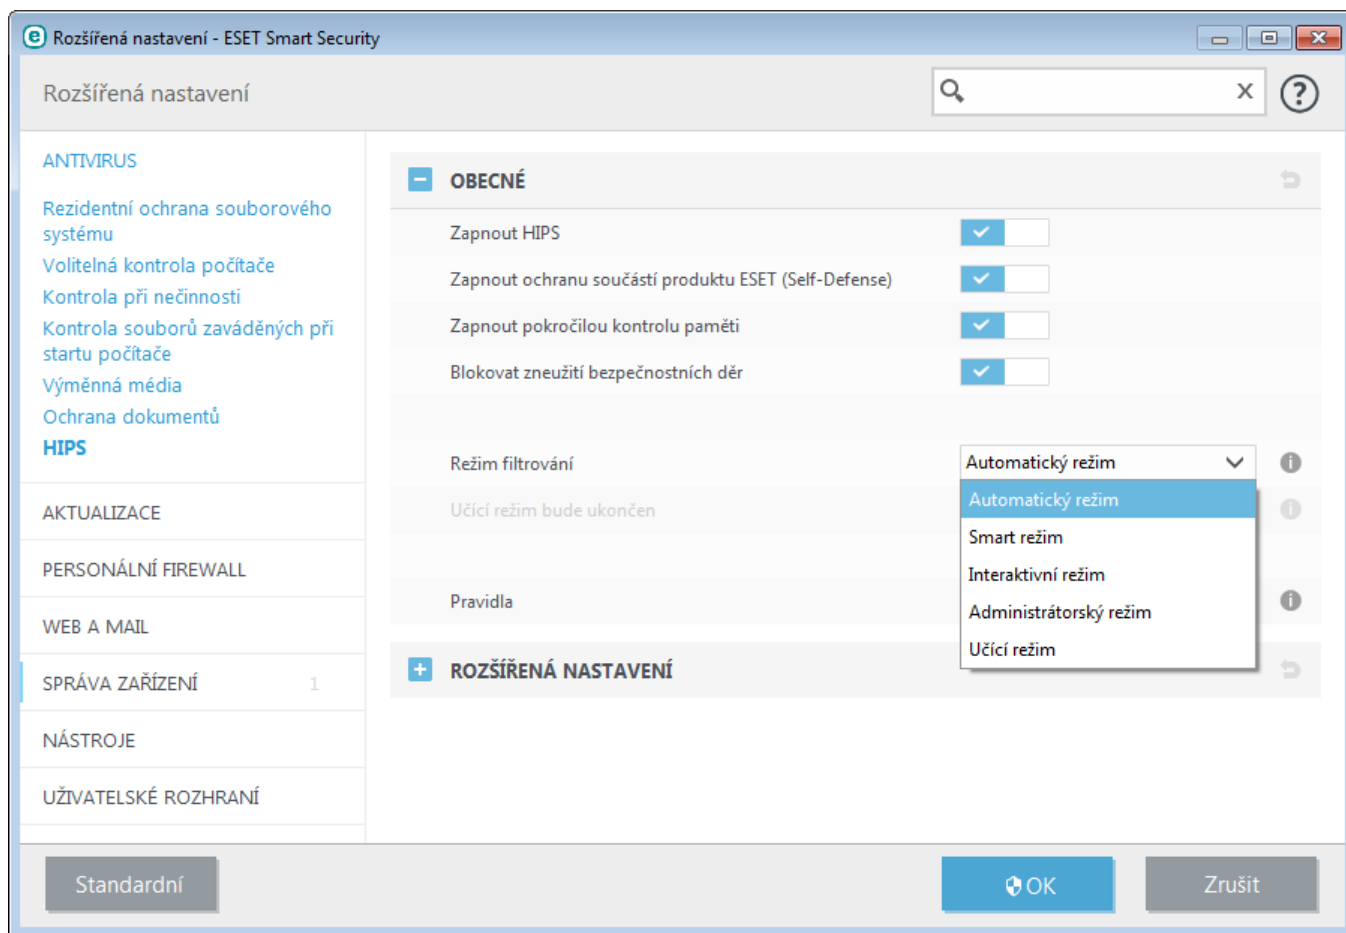 Rozšířená nastavení - ESET Smart Security
Rozšířená nastavení
ANTIVIRUS
Rezidentní ochrana souborového
systému
Volitelná kontrola počítače
Kontrola při nečinnosti
Kontrola souborů zaváděných při
startu počítače
Výměnná média
Ochrana dokumentů
HIPS
AKTUALIZACE
PERSONÁLNÍ FIREWALL
WEB A MAIL
SPRÁVA ZAŘÍZENÍ 1
NÁSTROJE
UŽIVATELSKÉ ROZHRANÍ
OBECNÉ
Zapnout HIPS
Zapnout ochranu součástí produktu ESET (Self-Defense)
Zapnout pokročilou kontrolu paměti
Blokovat zneužití bezpečnostních děr
Režim filtrování Automatický režim
Automatický režim
Učící režim bude ukončen
Smart režim
Interaktivní režim
Pravidla
Administrátorský režim
Učící režim
ROZŠÍŘENÁ NASTAVENÍ
Standardní
OK
Zrušit